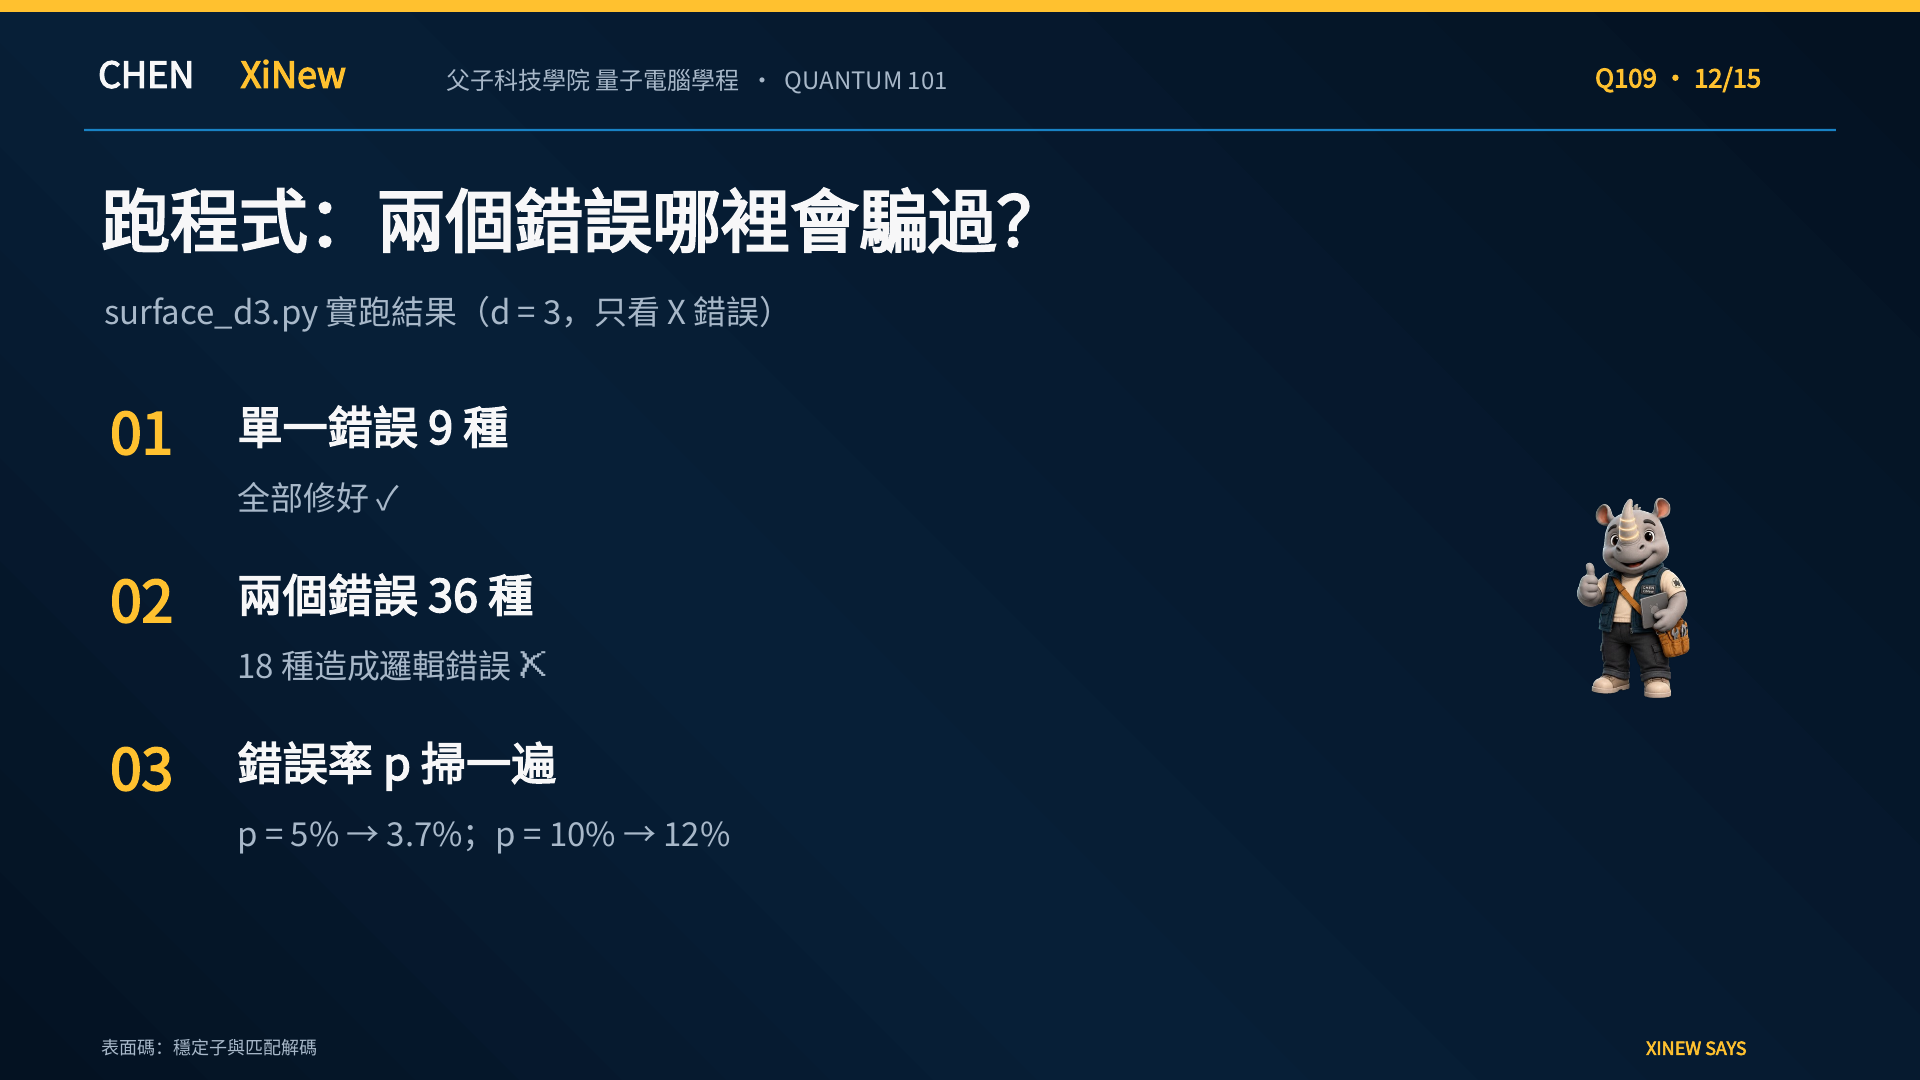 CHEN XiNew 父子科技學院 量子電腦學程 · QUANTUM 101 Q109 · 12/15
跑程式：兩個錯誤哪裡會騙過？
surface_d3.py 實跑結果（d = 3，只看 X 錯誤）
01 單一錯誤 9 種
全部修好 ✓
02 兩個錯誤 36 種
18 種造成邏輯錯誤 ⛌
03 錯誤率 p 掃一遍
p = 5% → 3.7%；p = 10% → 12%
表面碼：穩定子與匹配解碼
XINEW SAYS